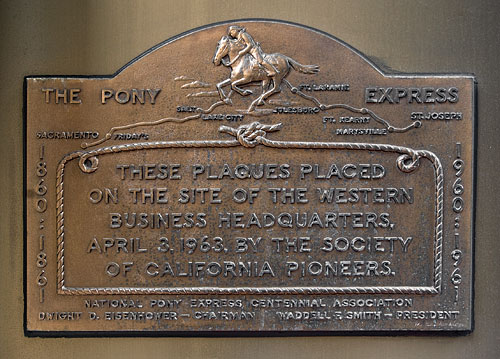 THE PONY EXPRESS
FT. LARAMIE
SALT LAKE CITY
JULESBURG
FT. KEARNY
ST. JOSEPH
MARYSVILLE
SACRAMENTO
FRIDAY'S
1860-1861
1960-1961
THESE PLAQUES PLACED
ON THE SITE OF THE WESTERN
BUSINESS HEADQUARTERS,
APRIL 3, 1963, BY THE SOCIETY
OF CALIFORNIA PIONEERS.
NATIONAL PONY EXPRESS CENTENNIAL ASSOCIATION
DWIGHT D. EISENHOWER - CHAIRMAN WADDELL F. SMITH - PRESIDENT